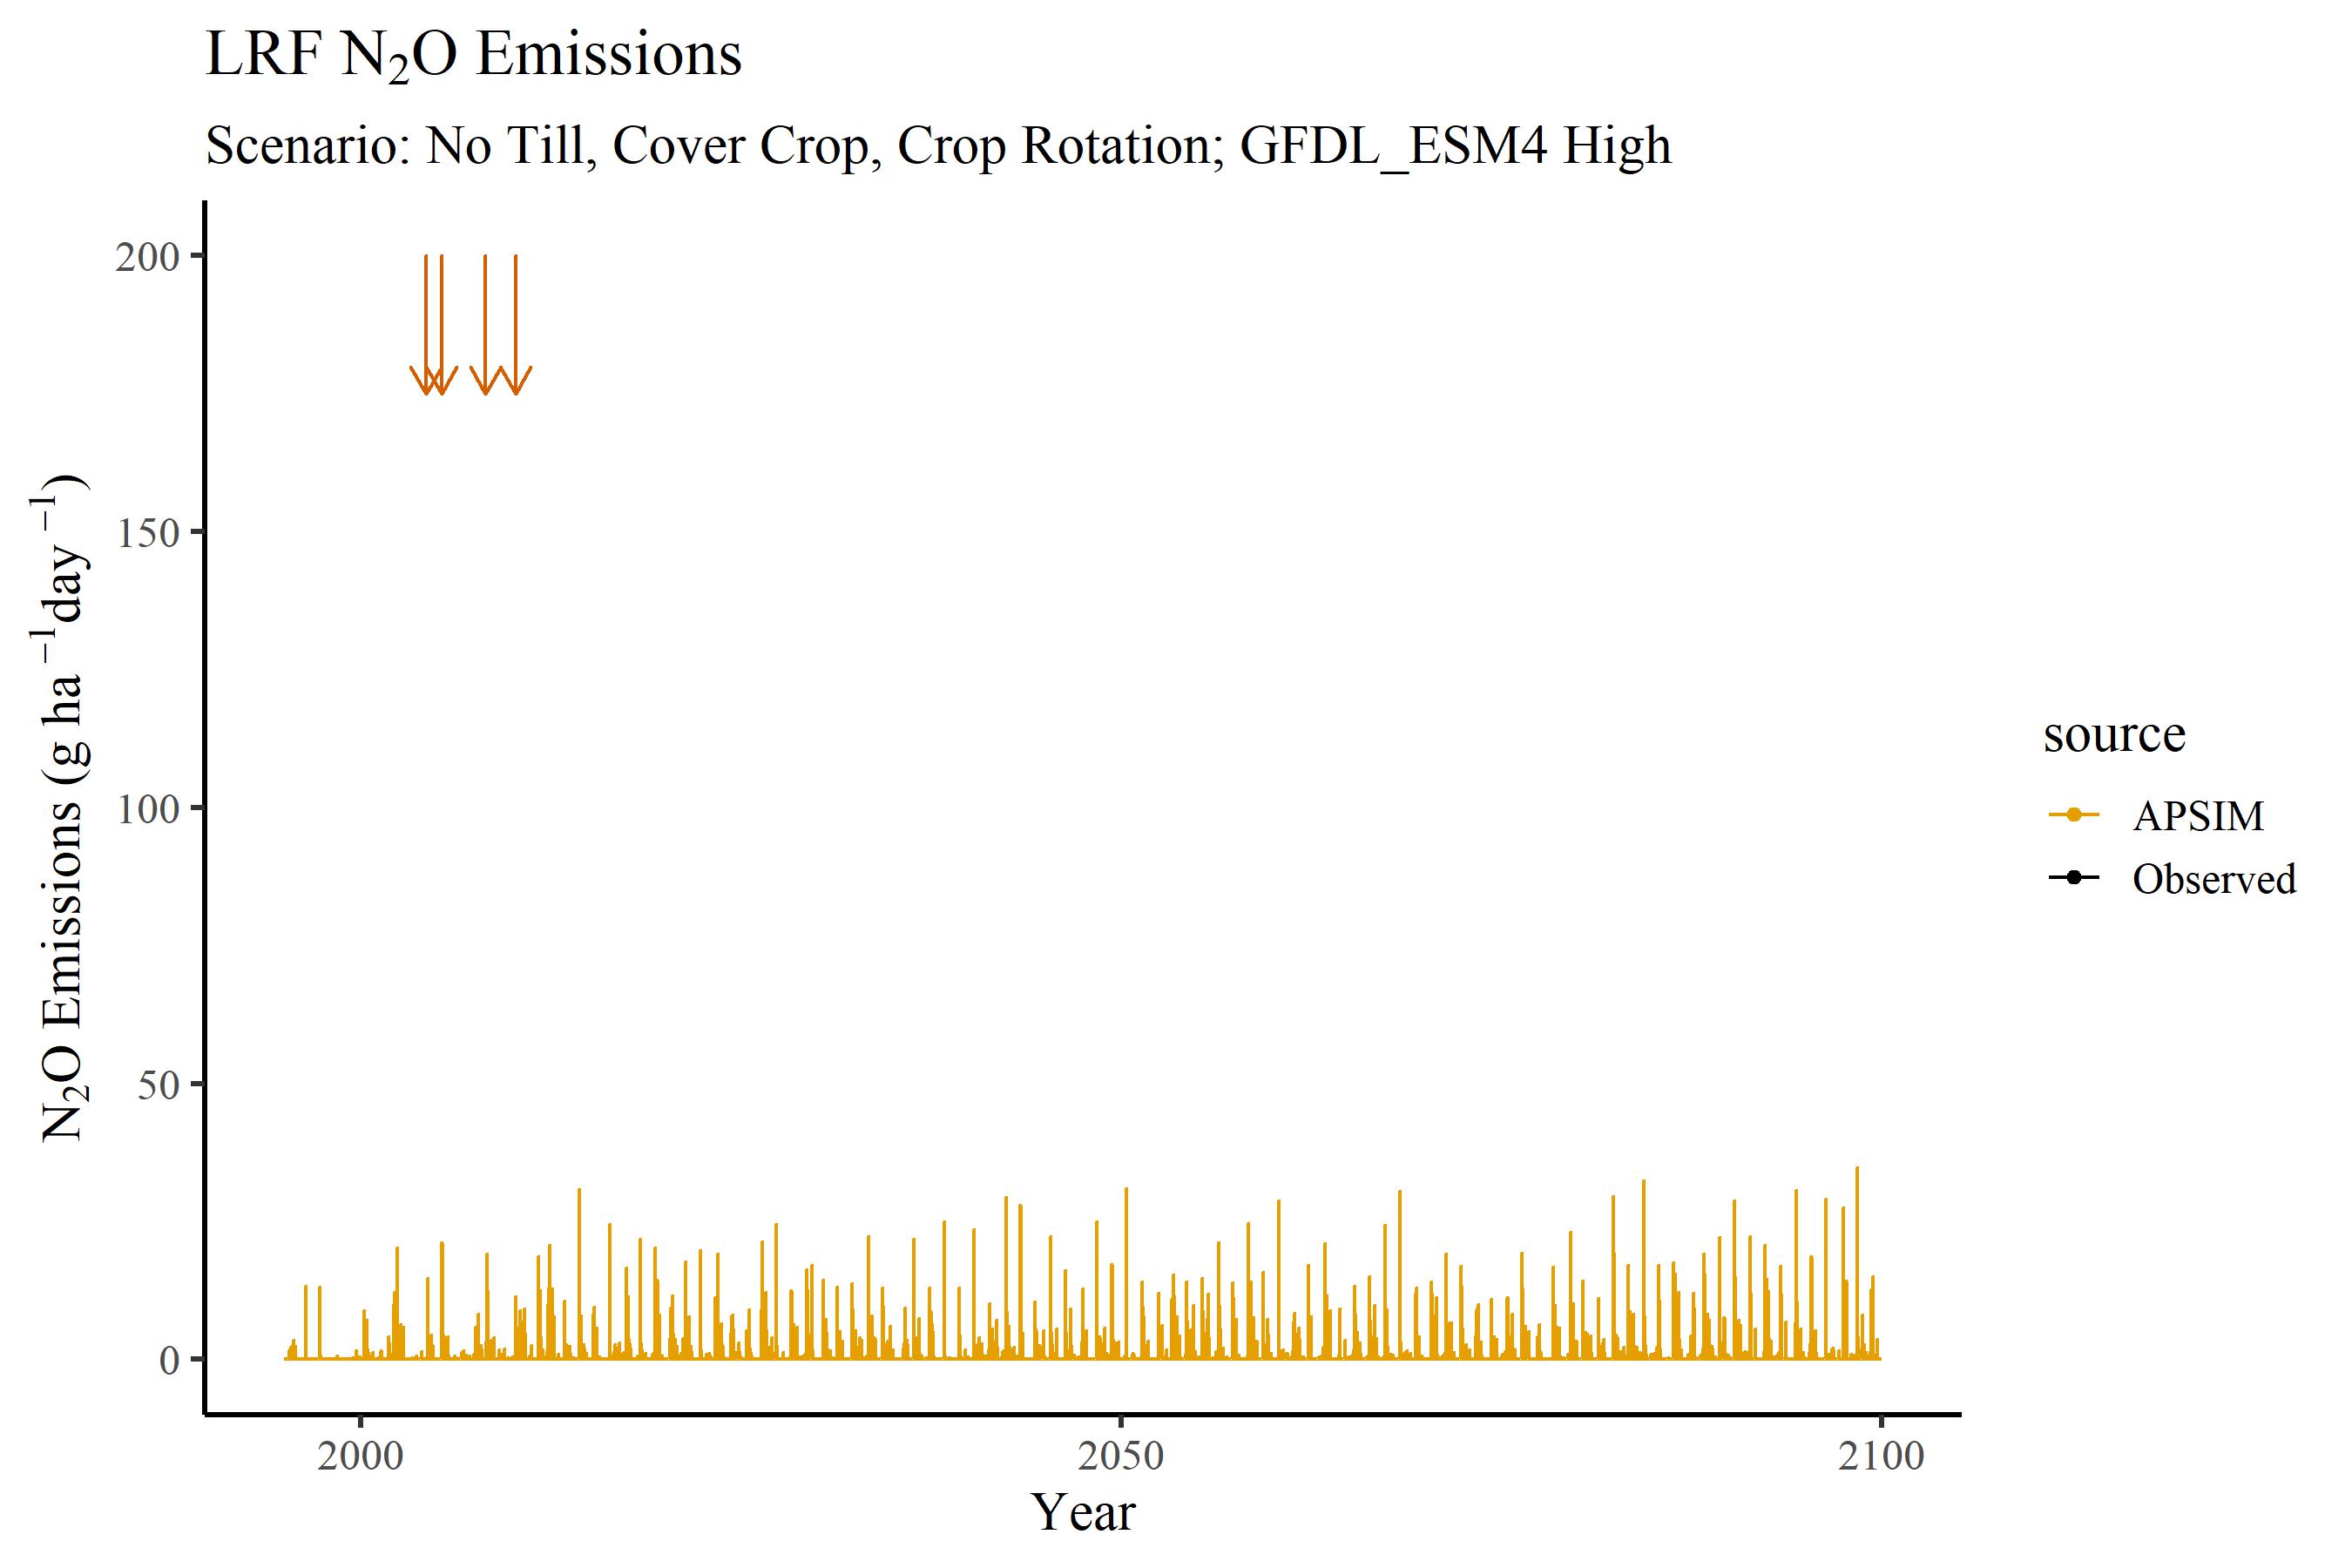 LRF N₂O Emissions
Scenario: No Till, Cover Crop, Crop Rotation; GFDL_ESM4 High
N₂O Emissions (g ha⁻¹day⁻¹)
200
150
100
50
0
2000
2050
2100
Year
source
APSIM
Observed